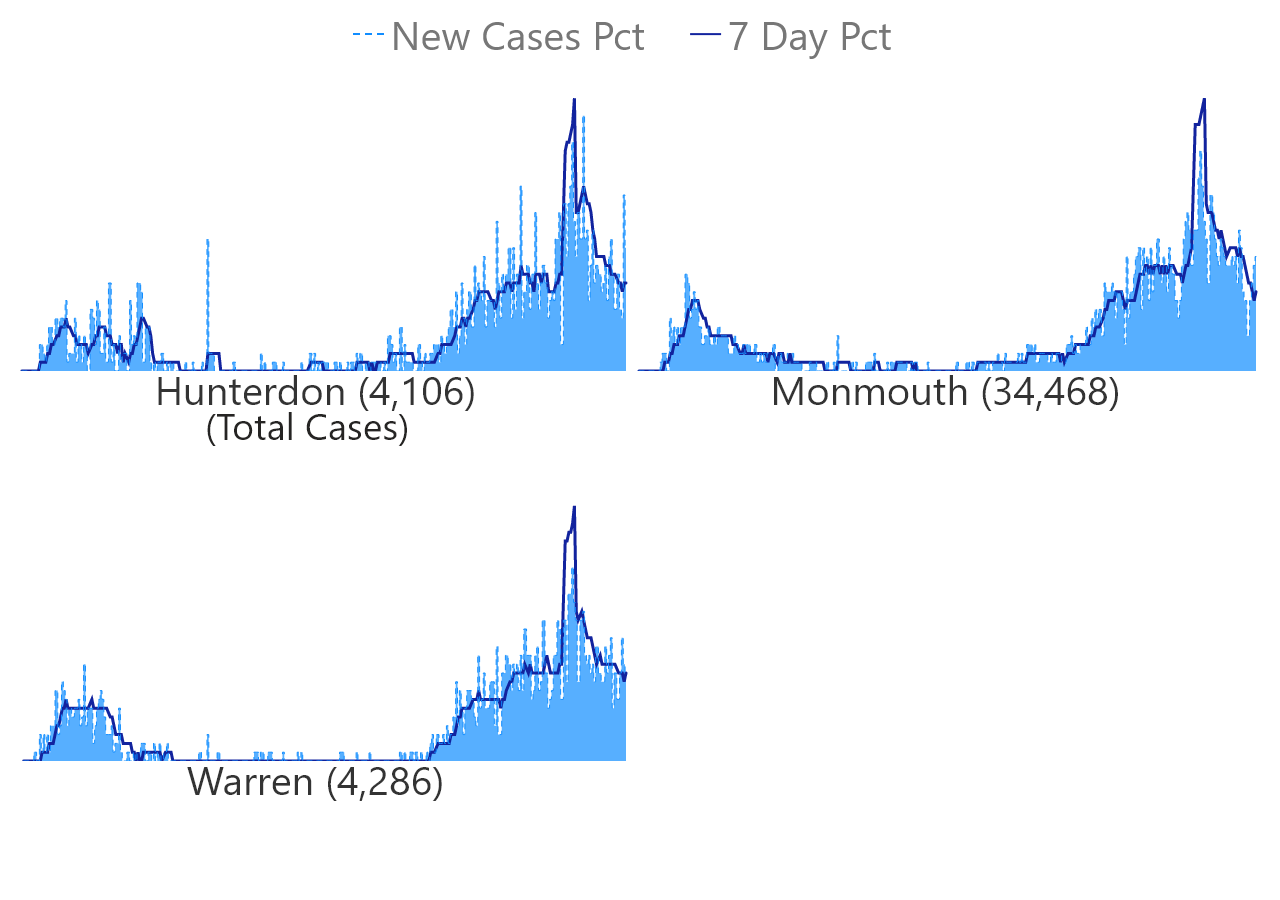 New Cases Pct 7 Day Pct
Hunterdon (4,106)
(Total Cases)
Monmouth (34,468)
Warren (4,286)